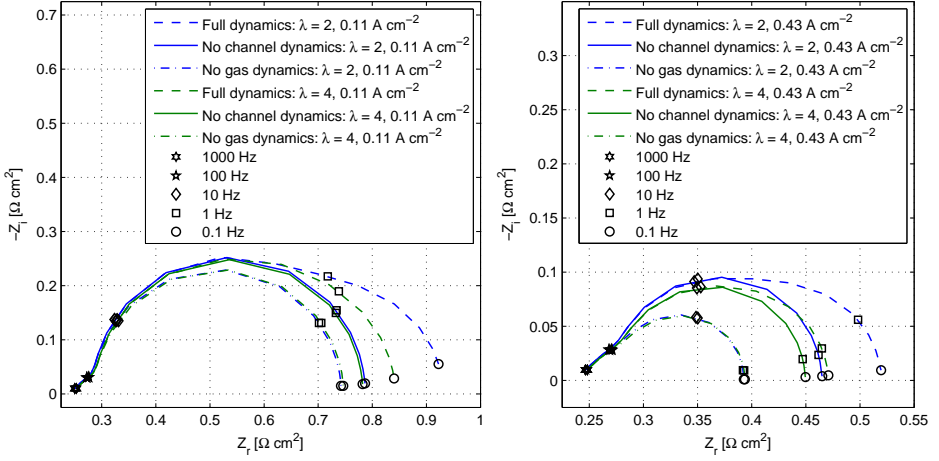 0.7
0.6
0.5
0.4
0.3
0.2
0.1
0
-Zi [Ω cm2]
0.3 0.4 0.5 0.6 0.7 0.8 0.9 1
Zr [Ω cm2]
Full dynamics: λ = 2, 0.11 A cm−2
No channel dynamics: λ = 2, 0.11 A cm−2
No gas dynamics: λ = 2, 0.11 A cm−2
Full dynamics: λ = 4, 0.11 A cm−2
No channel dynamics: λ = 4, 0.11 A cm−2
No gas dynamics: λ = 4, 0.11 A cm−2
1000 Hz
100 Hz
10 Hz
1 Hz
0.1 Hz
0.3
0.25
0.2
0.15
0.1
0.05
0
-Zi [Ω cm2]
0.25 0.3 0.35 0.4 0.45 0.5 0.55
Zr [Ω cm2]
Full dynamics: λ = 2, 0.43 A cm−2
No channel dynamics: λ = 2, 0.43 A cm−2
No gas dynamics: λ = 2, 0.43 A cm−2
Full dynamics: λ = 4, 0.43 A cm−2
No channel dynamics: λ = 4, 0.43 A cm−2
No gas dynamics: λ = 4, 0.43 A cm−2
1000 Hz
100 Hz
10 Hz
1 Hz
0.1 Hz